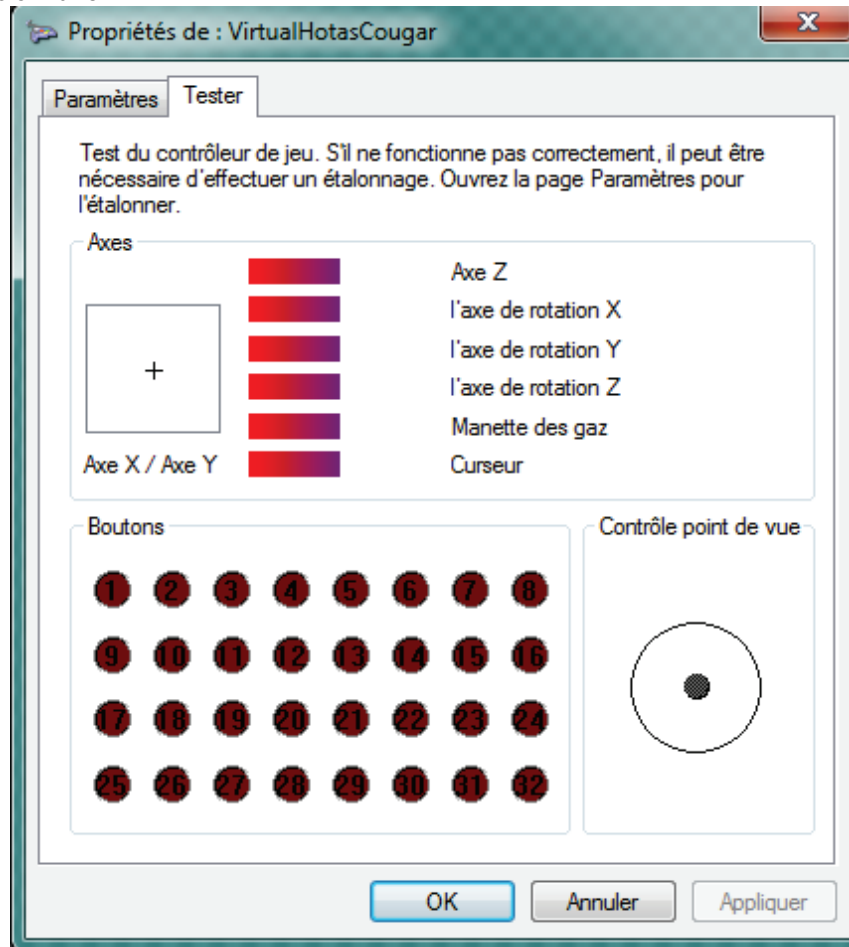 Propriétés de : VirtualHotasCougar
Paramètres Tester
Test du contrôleur de jeu. S'il ne fonctionne pas correctement, il peut être
nécessaire d'effectuer un étalonnage. Ouvrez la page Paramètres pour
l'étalonner.
Axes
Axe Z
l'axe de rotation X
l'axe de rotation Y
l'axe de rotation Z
Manette des gaz
Axe X / Axe Y Curseur
Boutons Contrôle point de vue
1 2 3 4 5 6 7 8
9 10 11 12 13 14 15 16
17 18 19 20 21 22 23 24
25 26 27 28 29 30 31 32
OK Annuler Appliquer